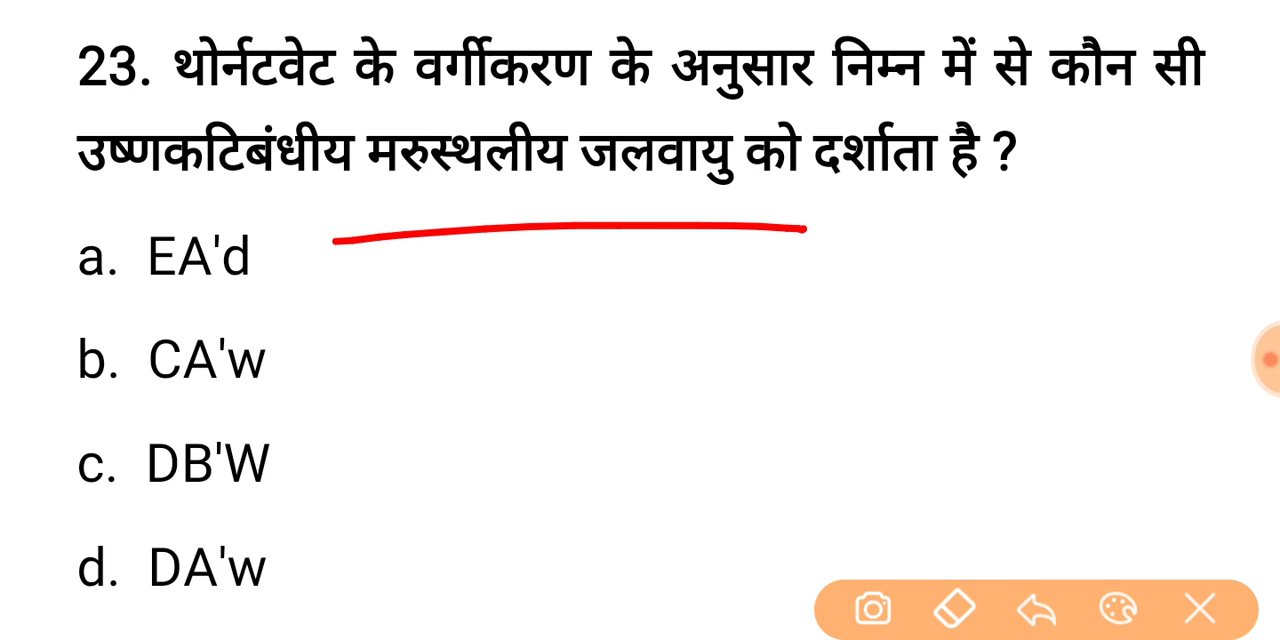 23. थोर्नटवेट के वर्गीकरण के अनुसार निम्न में से कौन सी
उष्णकटिबंधीय मरुस्थलीय जलवायु को दर्शाता है ?
a. EA'd
b. CA'w
c. DB'W
d. DA'w